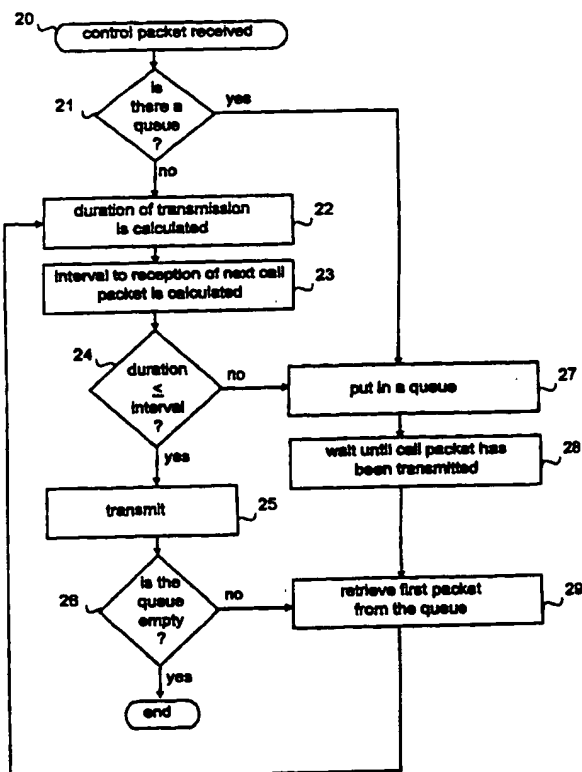 20
control packet received
is
there a
queue
?
21
yes
no
duration of transmission
is calculated
22
interval to reception of next call
packet is calculated
23
24
duration
≤
interval
?
no
yes
put in a queue
27
wait until call packet has
been transmitted
28
transmit
25
26
is the
queue
empty
?
no
yes
retrieve first packet
from the queue
29
end